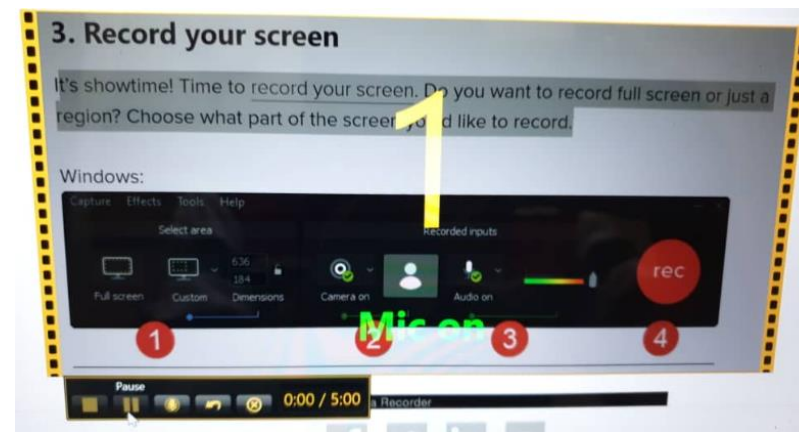 3. Record your screen
It's showtime! Time to record your screen. Do you want to record full screen or just a
region? Choose what part of the screen d like to record.
1
Windows:
Capture Effects Tools Help
Select area
Recorded inputs
636
184
Full screen Custom Dimensions Camera on Audio on
rec
Mic on
1 2 3 4
Pause
0:00 / 5:00
a Recorder